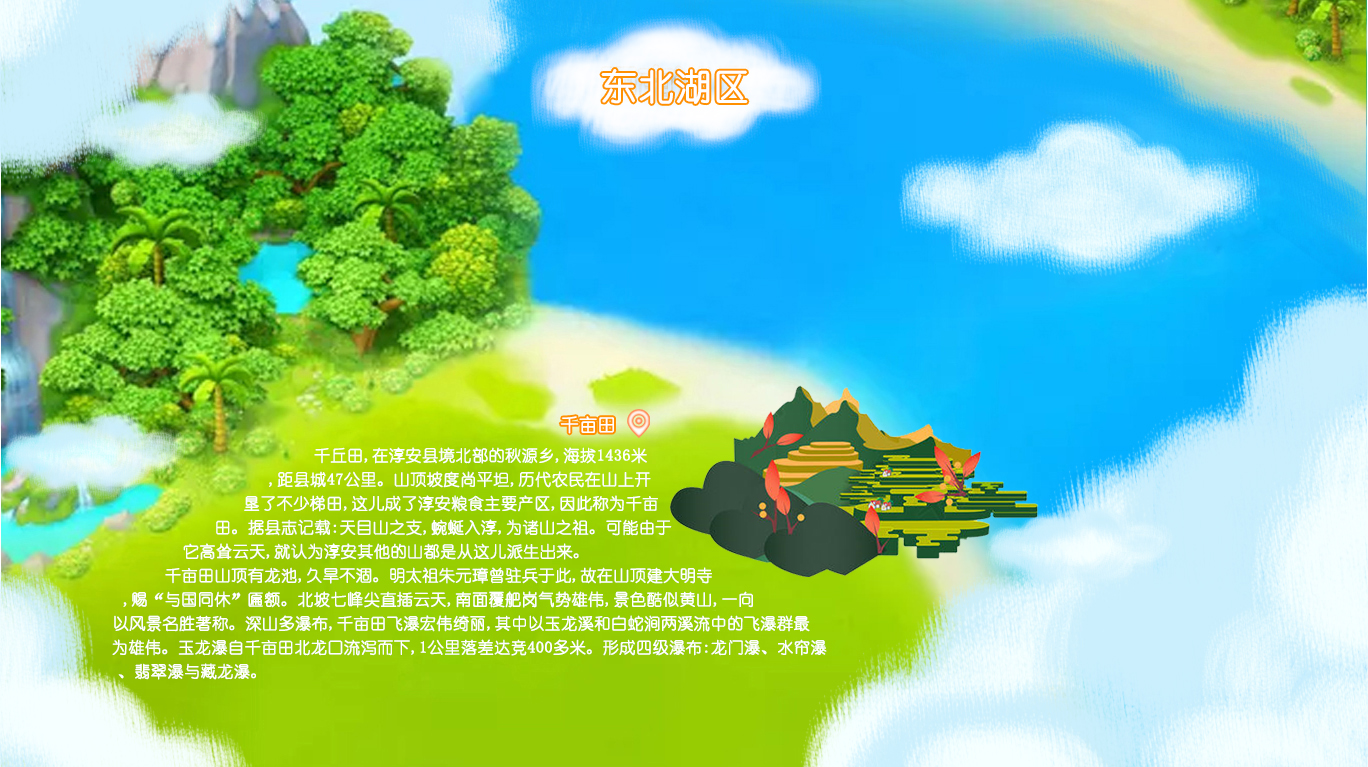 东北湖区
千亩田
千丘田,在淳安县境北部的秋源乡,海拔1436米
,距县城47公里。山顶坡度尚平坦,历代农民在山上开
垦了不少梯田,这儿成了淳安粮食主要产区,因此称为千亩
田。据县志记载:天目山之支,蜿蜒入淳,为诸山之祖。可能由于
它高耸云天,就认为淳安其他的山都是从这儿派生出来。
千亩田山顶有龙池,久旱不涸。明太祖朱元璋曾驻兵于此,故在山顶建大明寺
,赐“与国同休”匾额。北坡七峰尖直插云天,南面覆舥岗气势雄伟,景色酷似黄山,一向
以风景名胜著称。深山多瀑布,千亩田飞瀑宏伟绮丽,其中以玉龙溪和白蛇涧两溪流中的飞瀑群最
为雄伟。玉龙瀑自千亩田北龙口流泻而下,1公里落差达竞400多米。形成四级瀑布:龙门瀑、水帘瀑
、翡翠瀑与藏龙瀑。